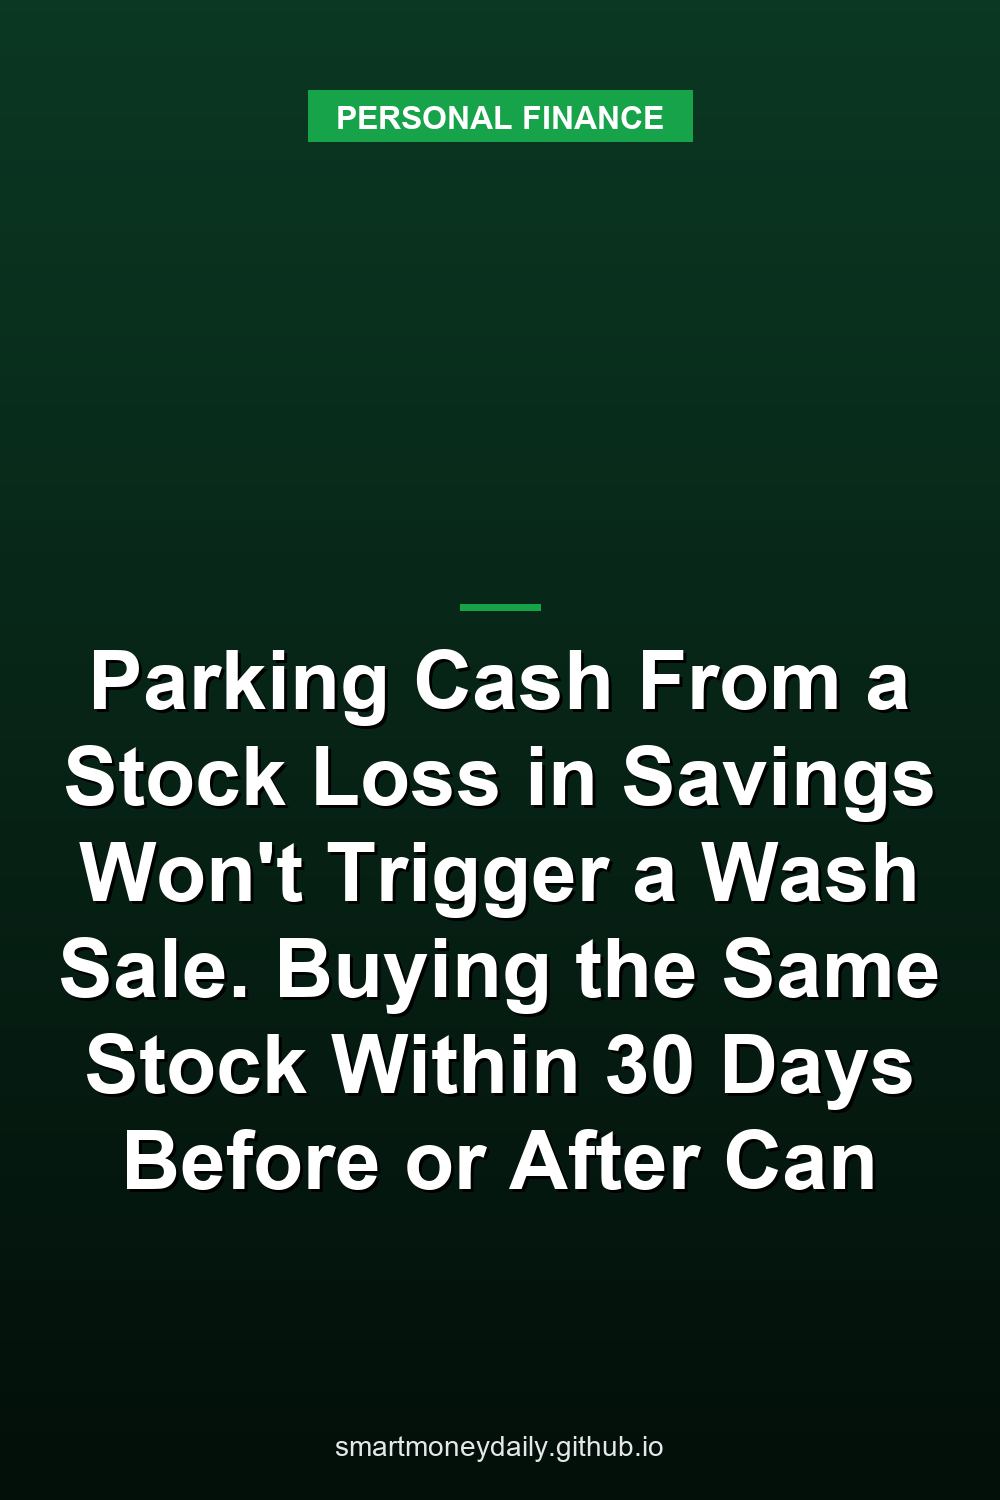 PERSONAL FINANCE
Parking Cash From a
Stock Loss in Savings
Won't Trigger a Wash
Sale. Buying the Same
Stock Within 30 Days
Before or After Can
smartmoneydaily.github.io